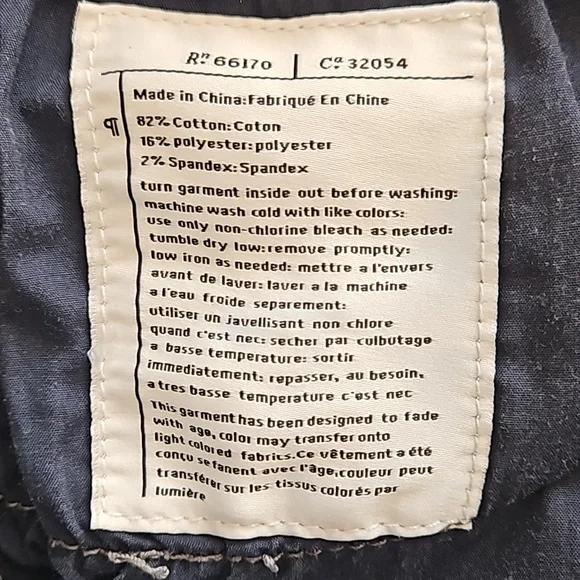 Rⁿ. 66170 | Cª. 32054
Made in China:Fabriqué En Chine
¶ 82% Cotton:Coton
16% polyester:polyester
2% Spandex:Spandex
turn garment inside out before washing:
machine wash cold with like colors:
use only non-chlorine bleach as needed:
tumble dry low:remove promptly:
low iron as needed: mettre a l'envers
avant de laver: laver a la machine
a l'eau froide separement:
utiliser un javellisant non chlore
quand c'est nec: secher par culbutage
a basse temperature: sortir
immediatement: repasser, au besoin,
a tres basse temperature c'est nec
This garment has been designed to fade
with age, color may transfer onto
light colored fabrics.Ce vêtement a été
conçu se fanent avec l'âge,couleur peut
transférer sur les tissus colorés par
lumière